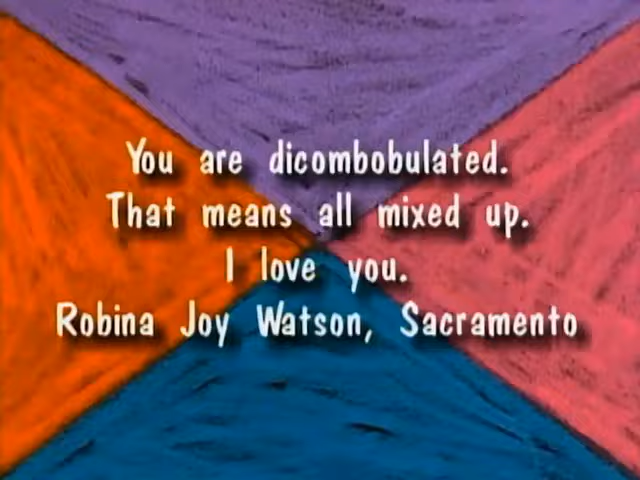 You are dicombobulated.
That means all mixed up.
I love you.
Robina Joy Watson, Sacramento